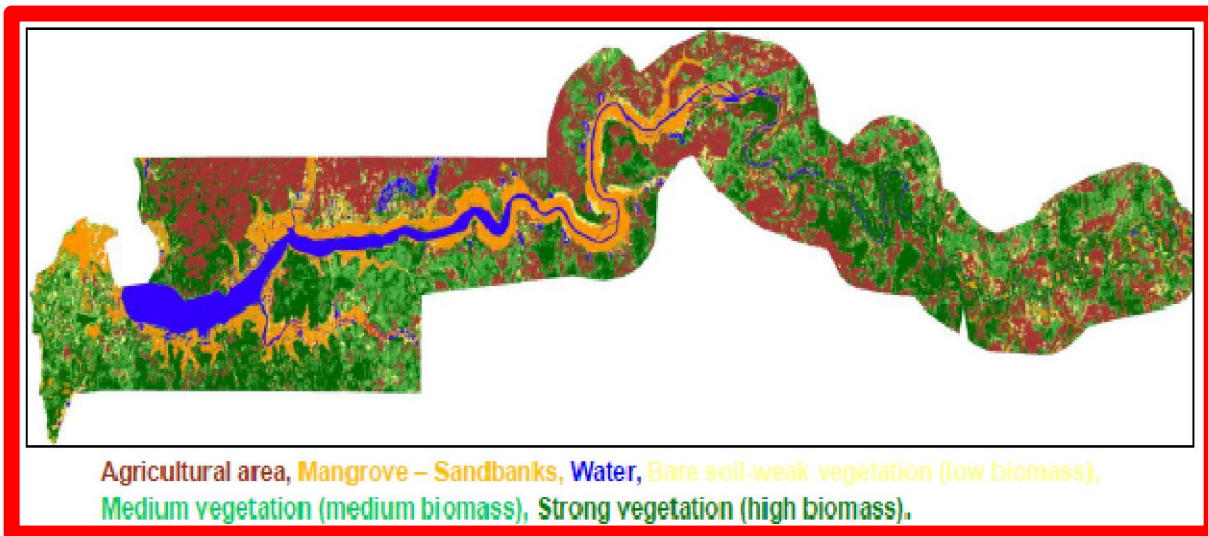 Agricultural area, Mangrove – Sandbanks, Water, Bare soil-weak vegetation (low biomass),
Medium vegetation (medium biomass), Strong vegetation (high biomass).